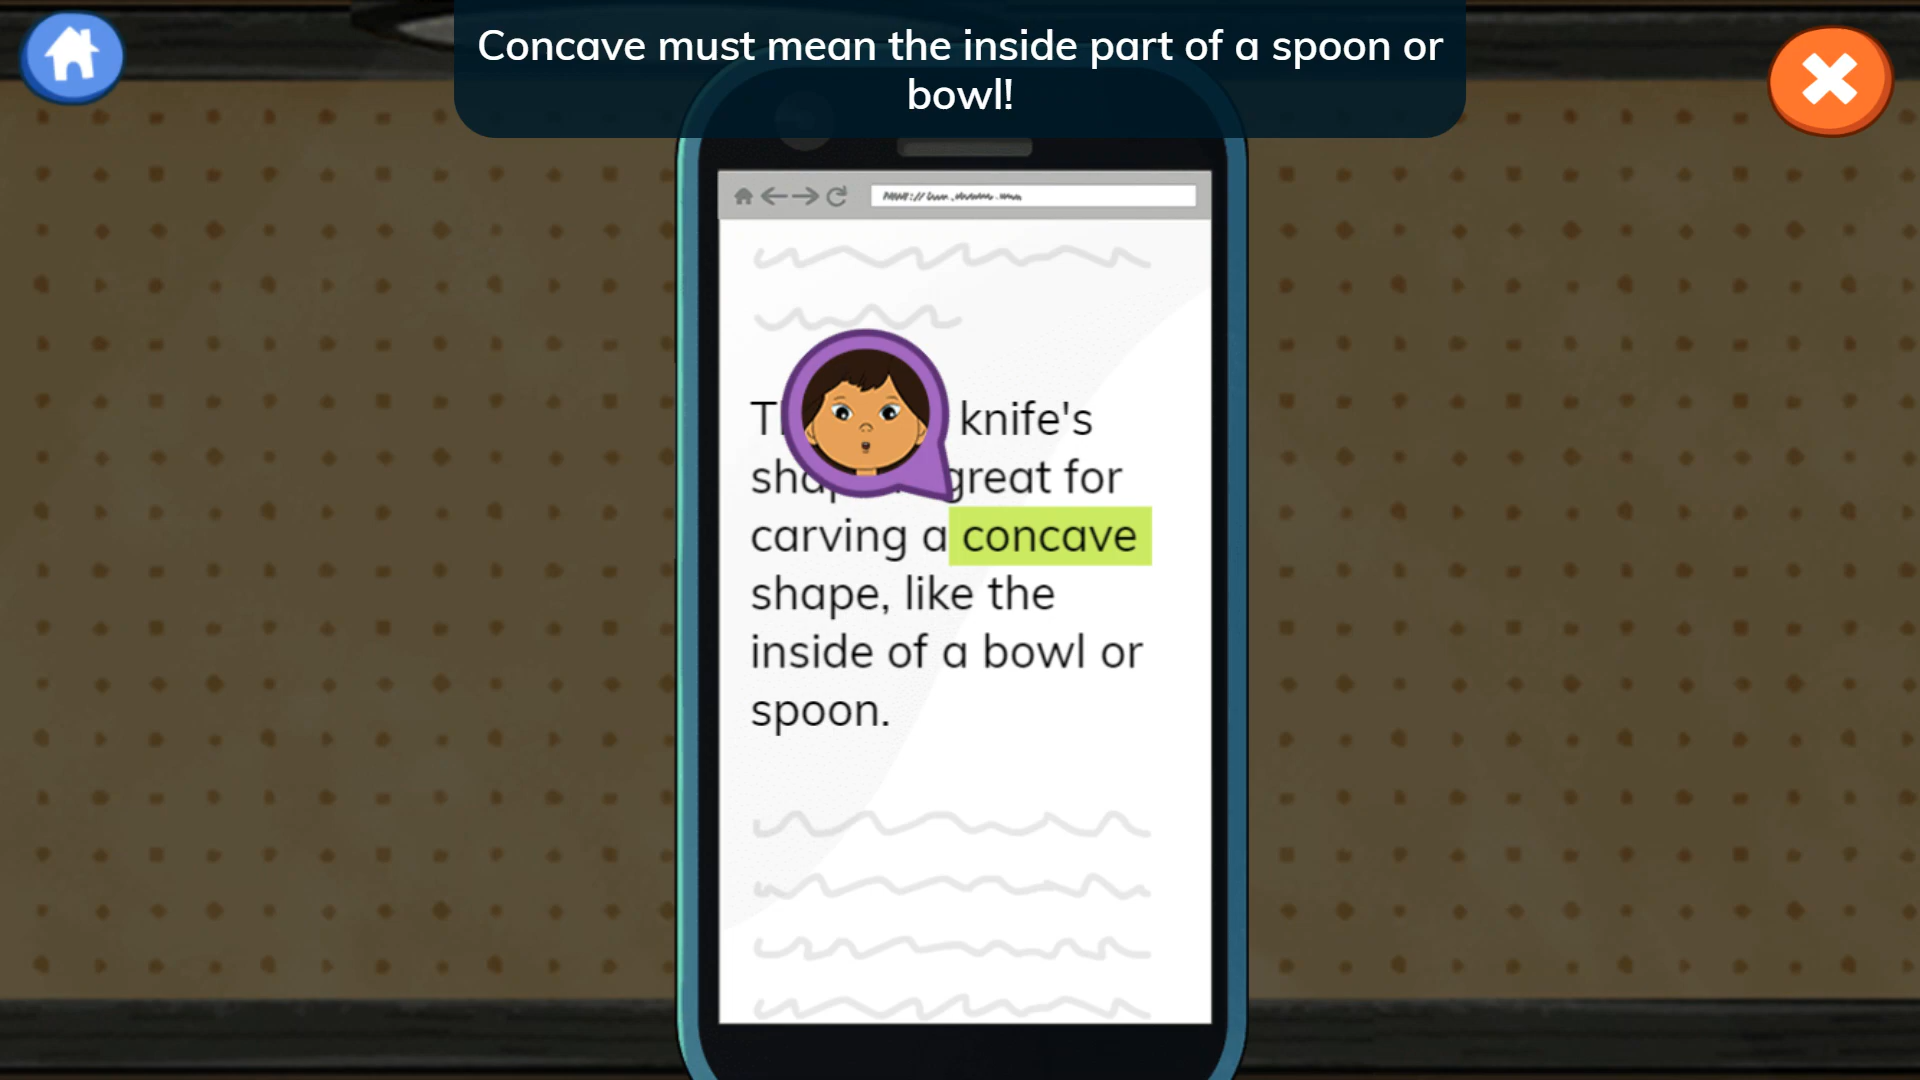 Concave must mean the inside part of a spoon or
bowl!
knife's
great for
carving a concave
shape, like the
inside of a bowl or
spoon.